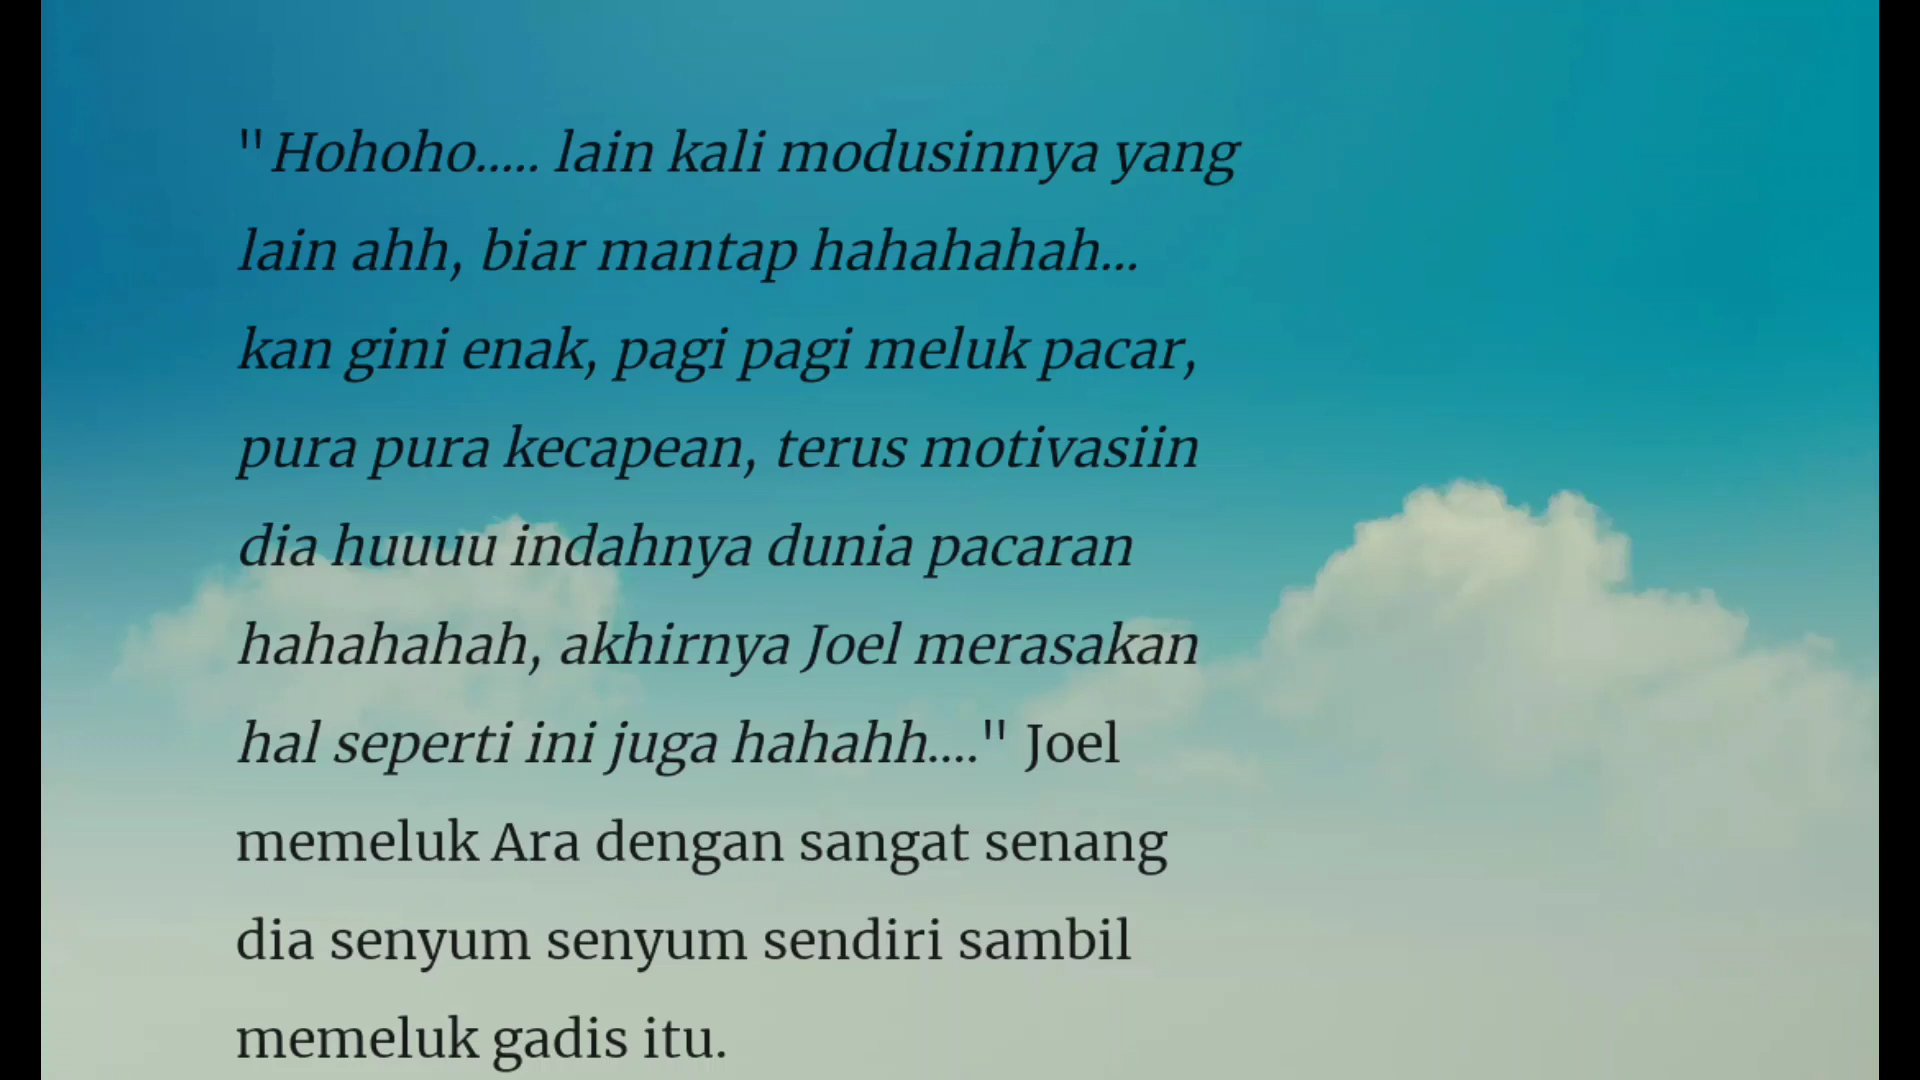 "Hohoho..... lain kali modusinnya yang
lain ahh, biar mantap hahahahah...
kan gini enak, pagi pagi meluk pacar,
pura pura kecapean, terus motivasiin
dia huuuu indahnya dunia pacaran
hahahahah, akhirnya Joel merasakan
hal seperti ini juga hahahh...." Joel
memeluk Ara dengan sangat senang
dia senyum senyum sendiri sambil
memeluk gadis itu.